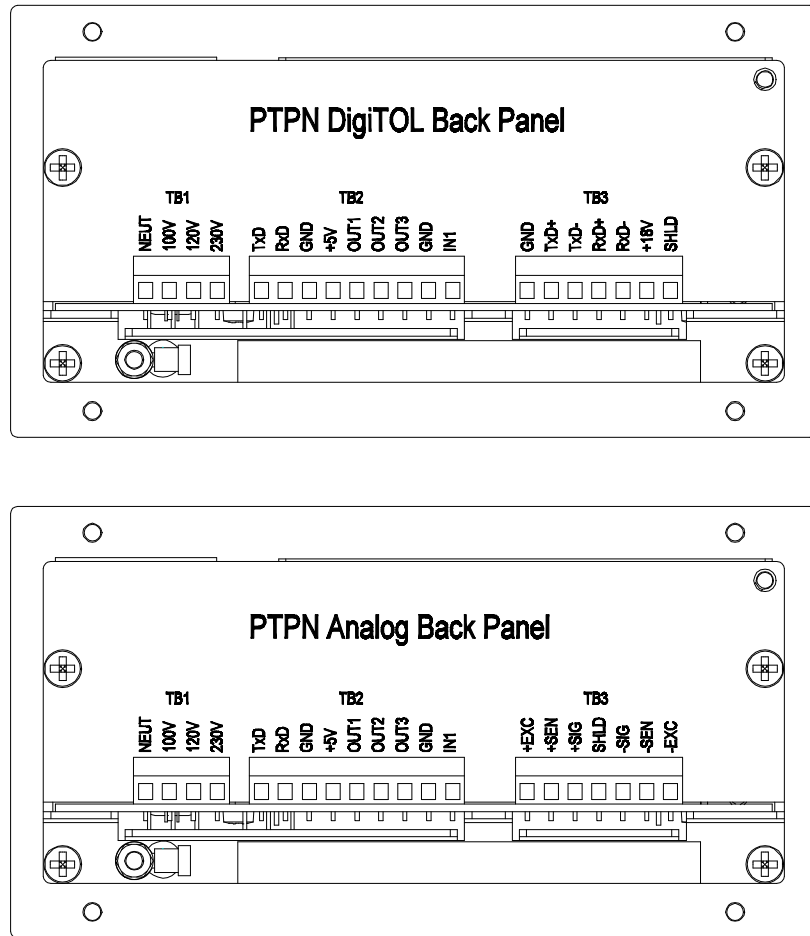 PTPN DigiTOL Back Panel
TB1 TB2 TB3
NEUT 100V 120V 230V TxD RxD GND +5V OUT1 OUT2 OUT3 GND IN1 GND TxD+ TxD- RxD+ RxD- +18V SHLD
PTPN Analog Back Panel
TB1 TB2 TB3
NEUT 100V 120V 230V TxD RxD GND +5V OUT1 OUT2 OUT3 GND IN1 +EXC +SEN +SIG SHLD -SIG -SEN -EXC